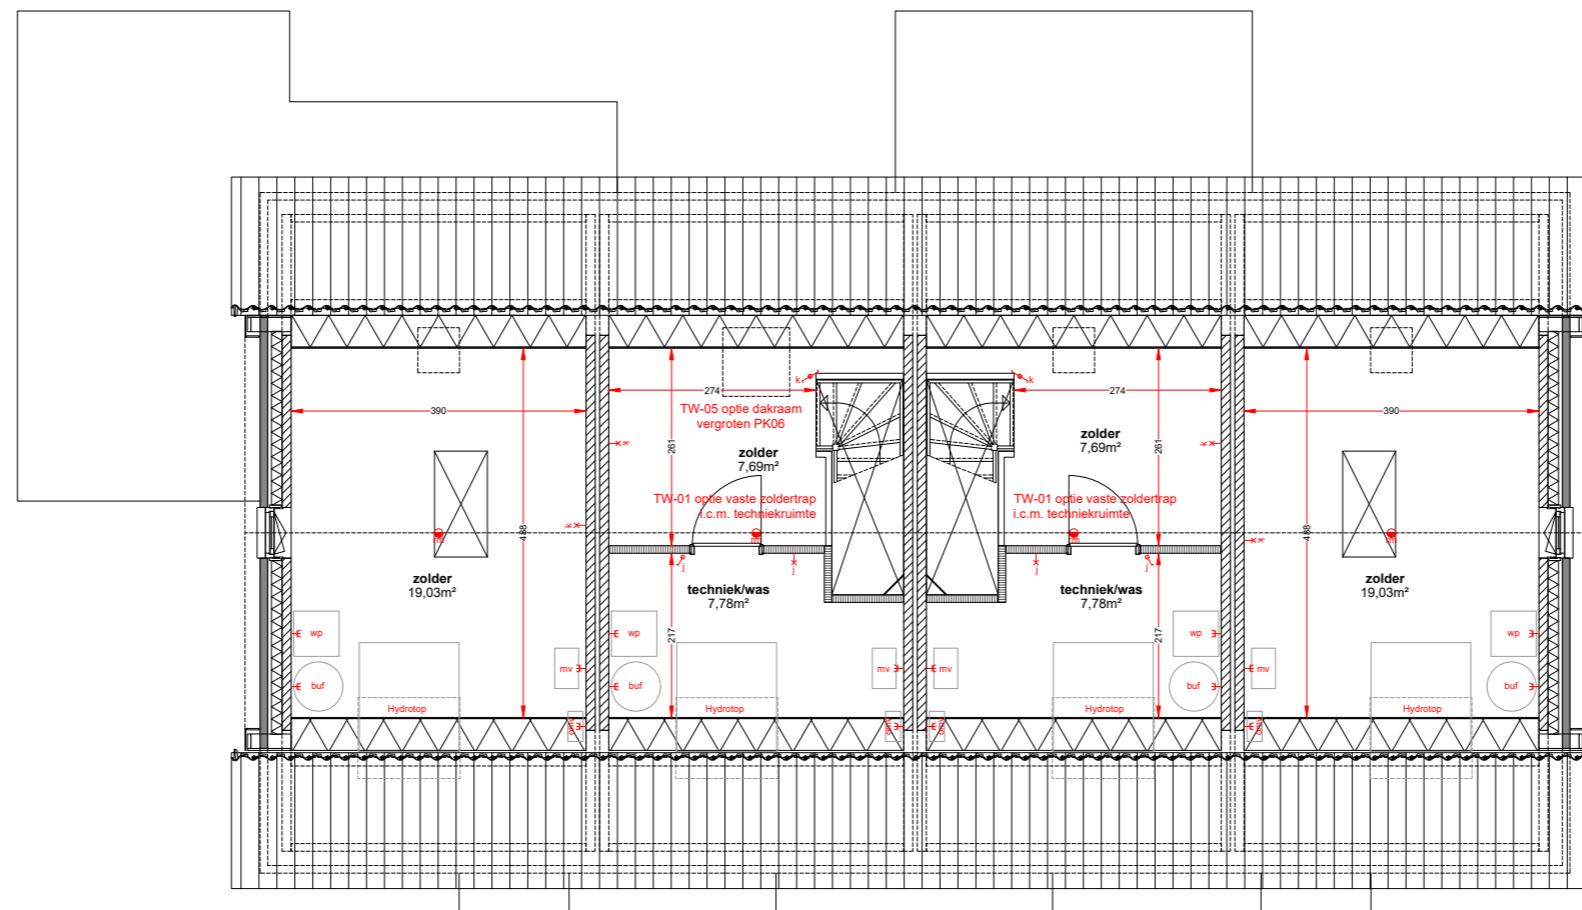 k
k
390
274
274
390
TW-05 optie dakraam
vergroten PK06
zolder
7,69m²
zolder
7,69m²
k
261
261
k
TW-01 optie vaste zoldertrap
i.c.m. techniekruimte
TW-01 optie vaste zoldertrap
i.c.m. techniekruimte
k
488
m
m
m
m
k
488
j
j
j
j
zolder
19,03m²
techniek/was
7,78m²
techniek/was
7,78m²
zolder
19,03m²
217
217
wp
wp
wp
wp
mv
mv
mv
mv
buf
buf
buf
buf
Hydrotop
Hydrotop
Hydrotop
Hydrotop